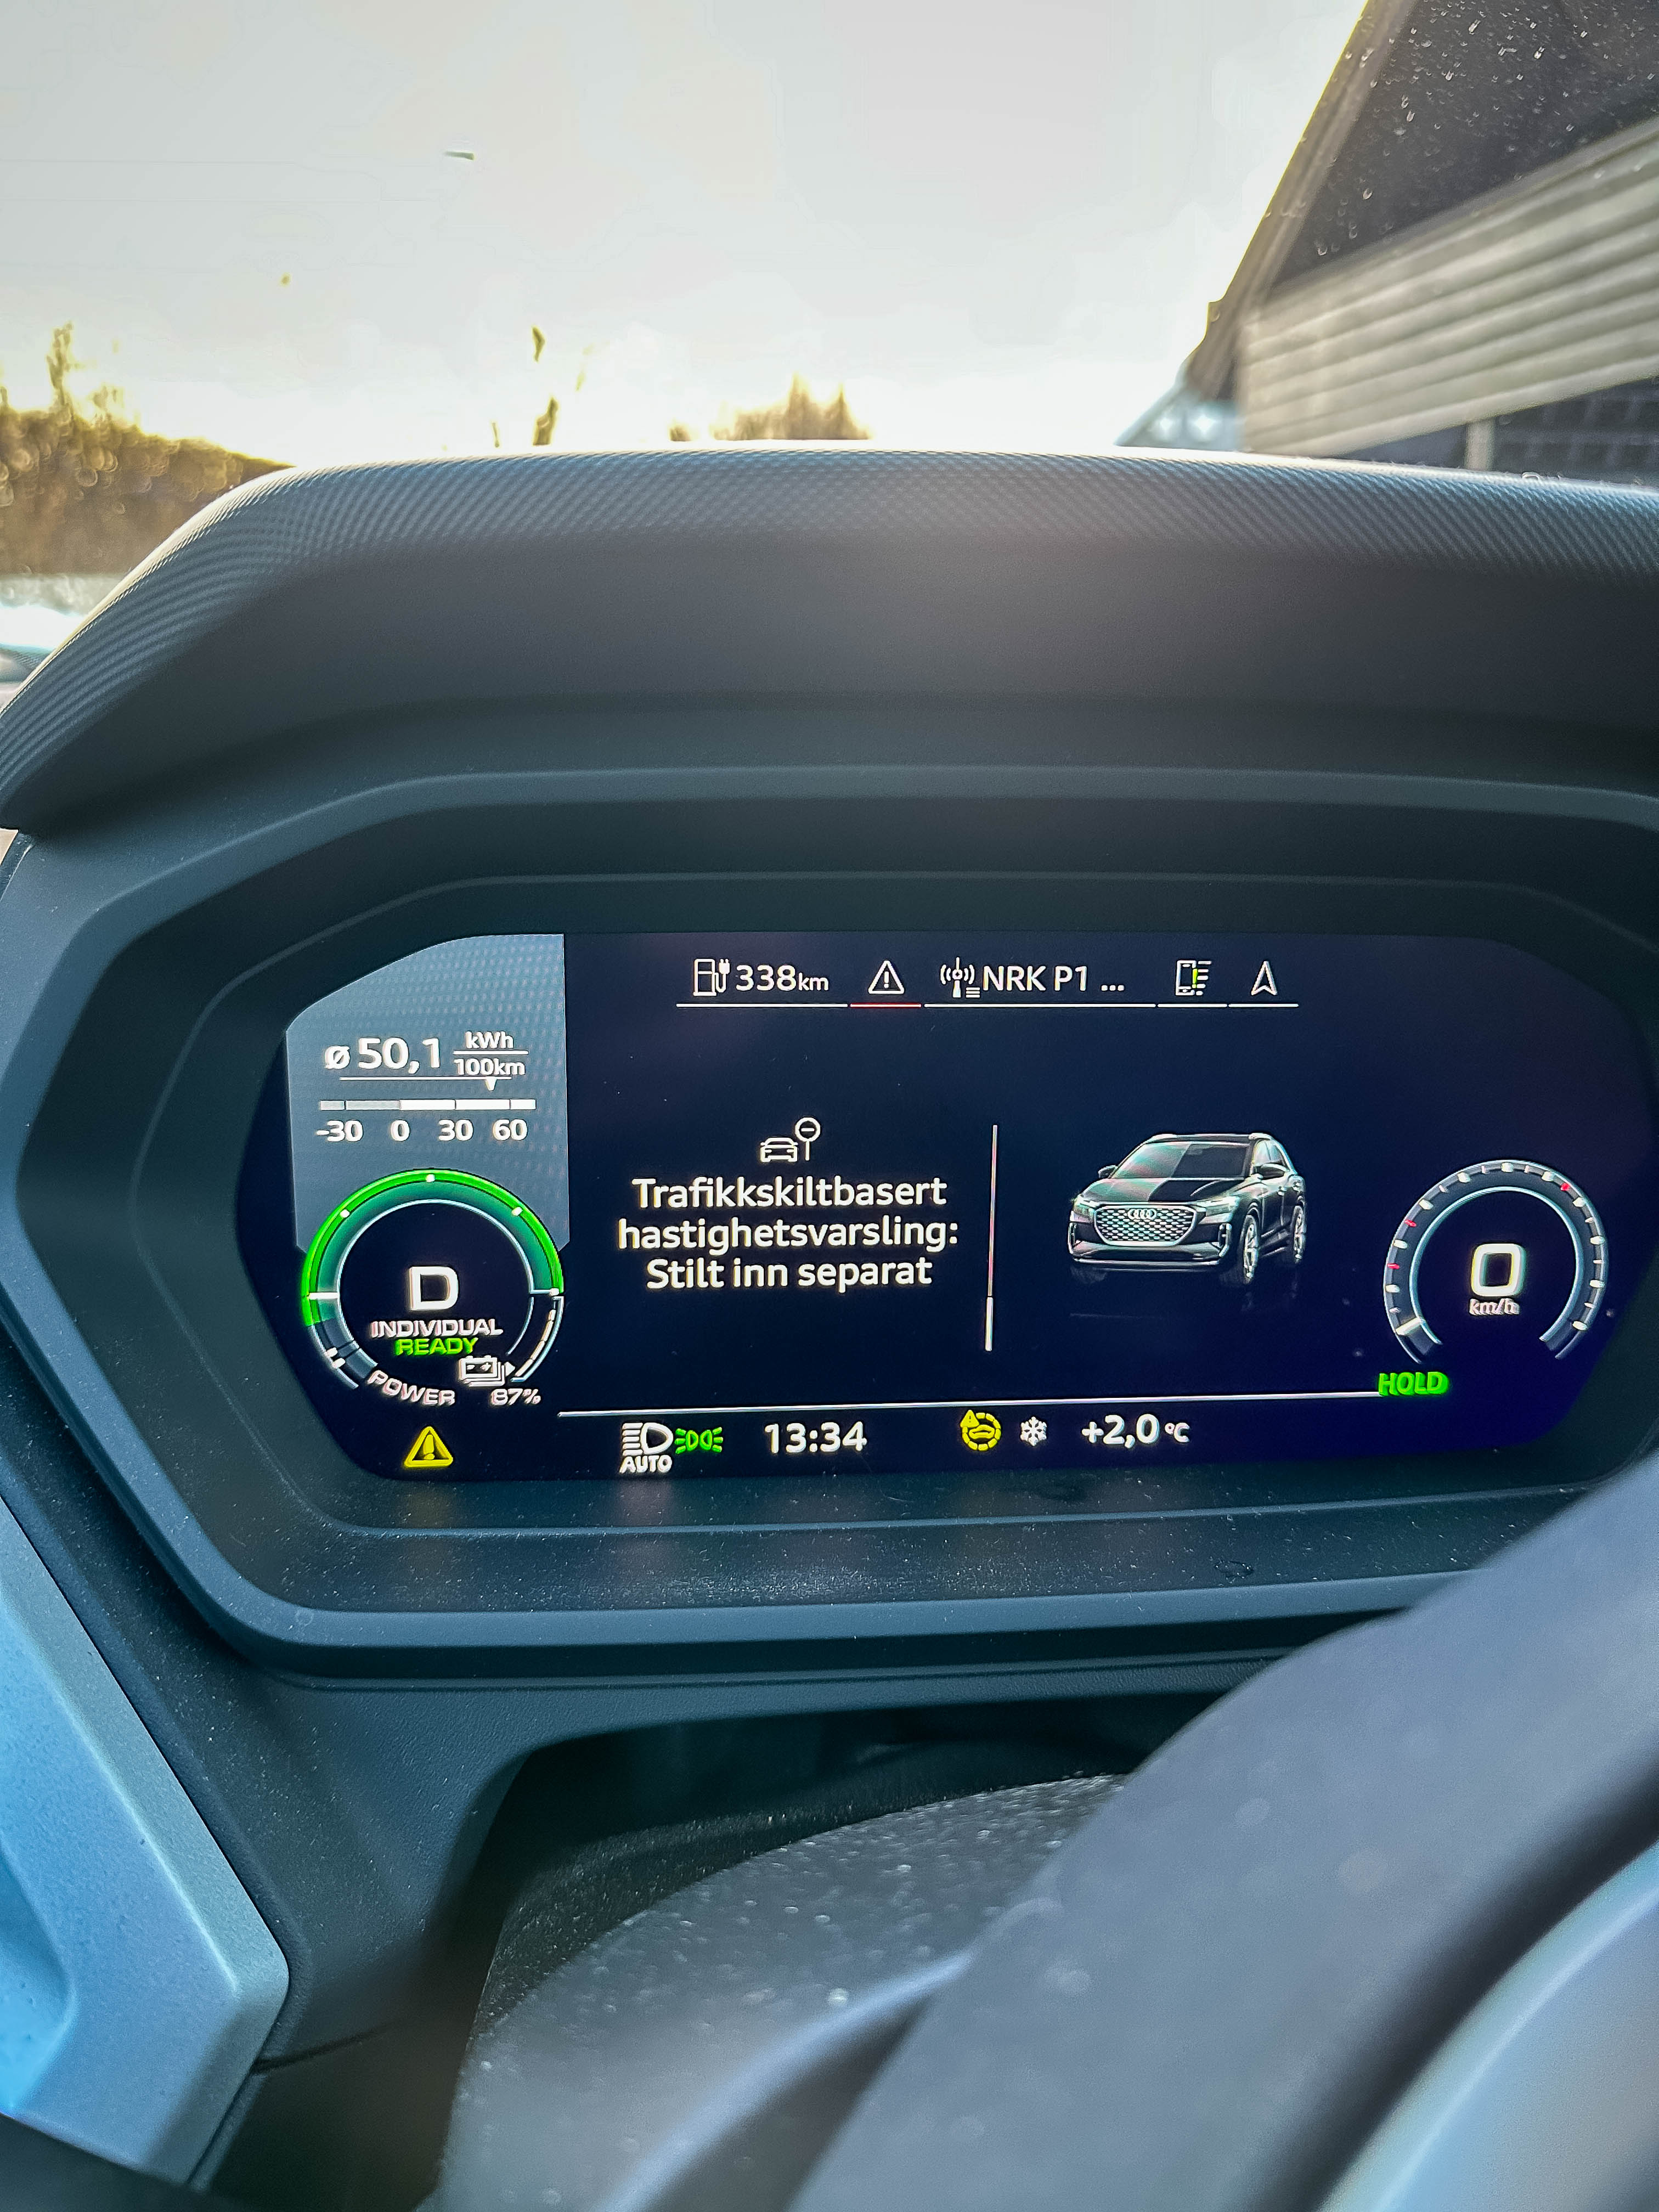 338km
NRK P1 ...
ø 50,1 kWh/100km
-30 0 30 60
Trafikkskiltbasert
hastighetsvarsling:
Stilt inn separat
D
INDIVIDUAL
READY
POWER
87%
0
km/h
HOLD
AUTO
13:34
+2,0 °C